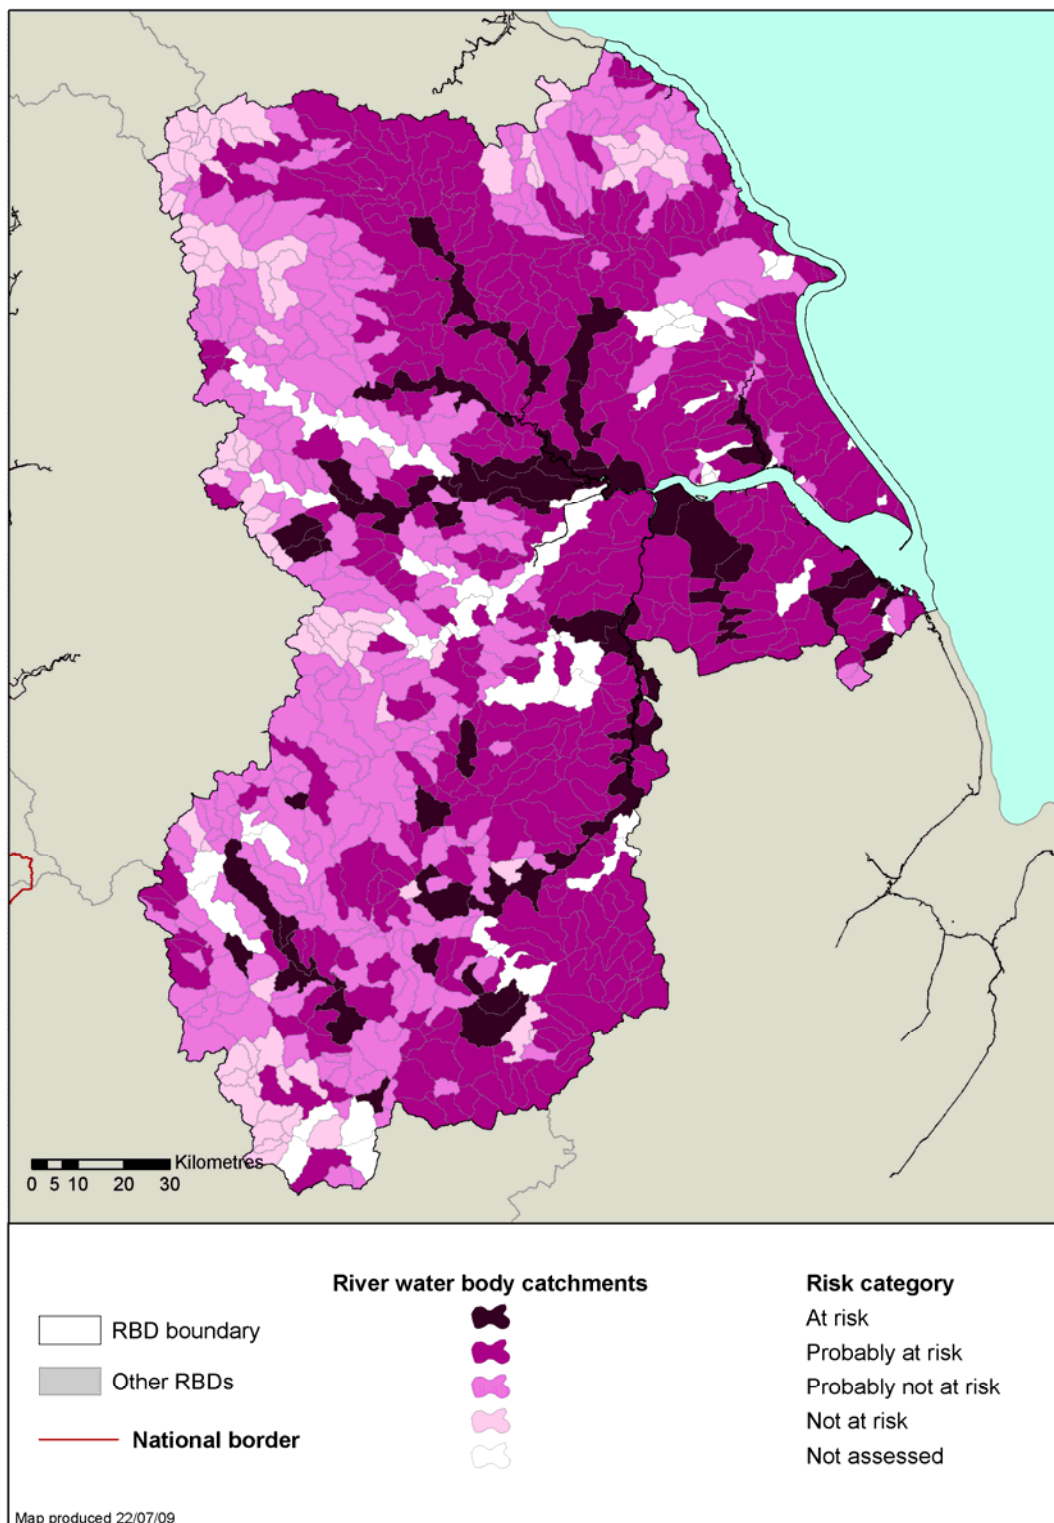 Kilometres
0 5 10 20 30
River water body catchments
Risk category
RBD boundary
Other RBDs
National border
At risk
Probably at risk
Probably not at risk
Not at risk
Not assessed
Map produced 22/07/09